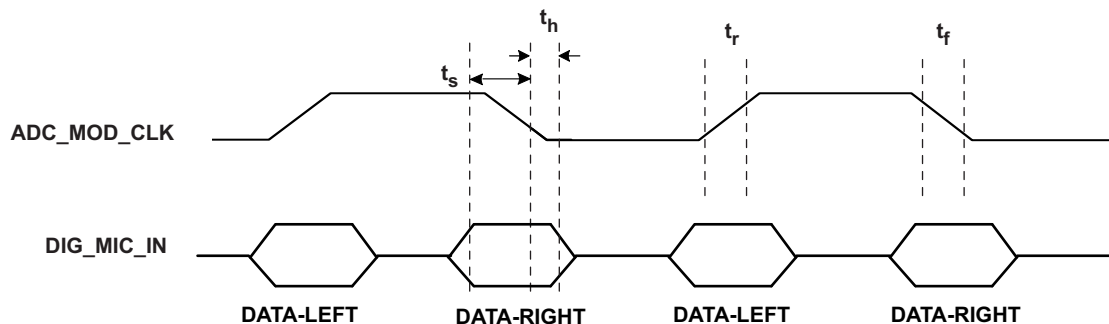 t_h
t_r
t_f
t_s
ADC_MOD_CLK
DIG_MIC_IN
DATA-LEFT
DATA-RIGHT
DATA-LEFT
DATA-RIGHT